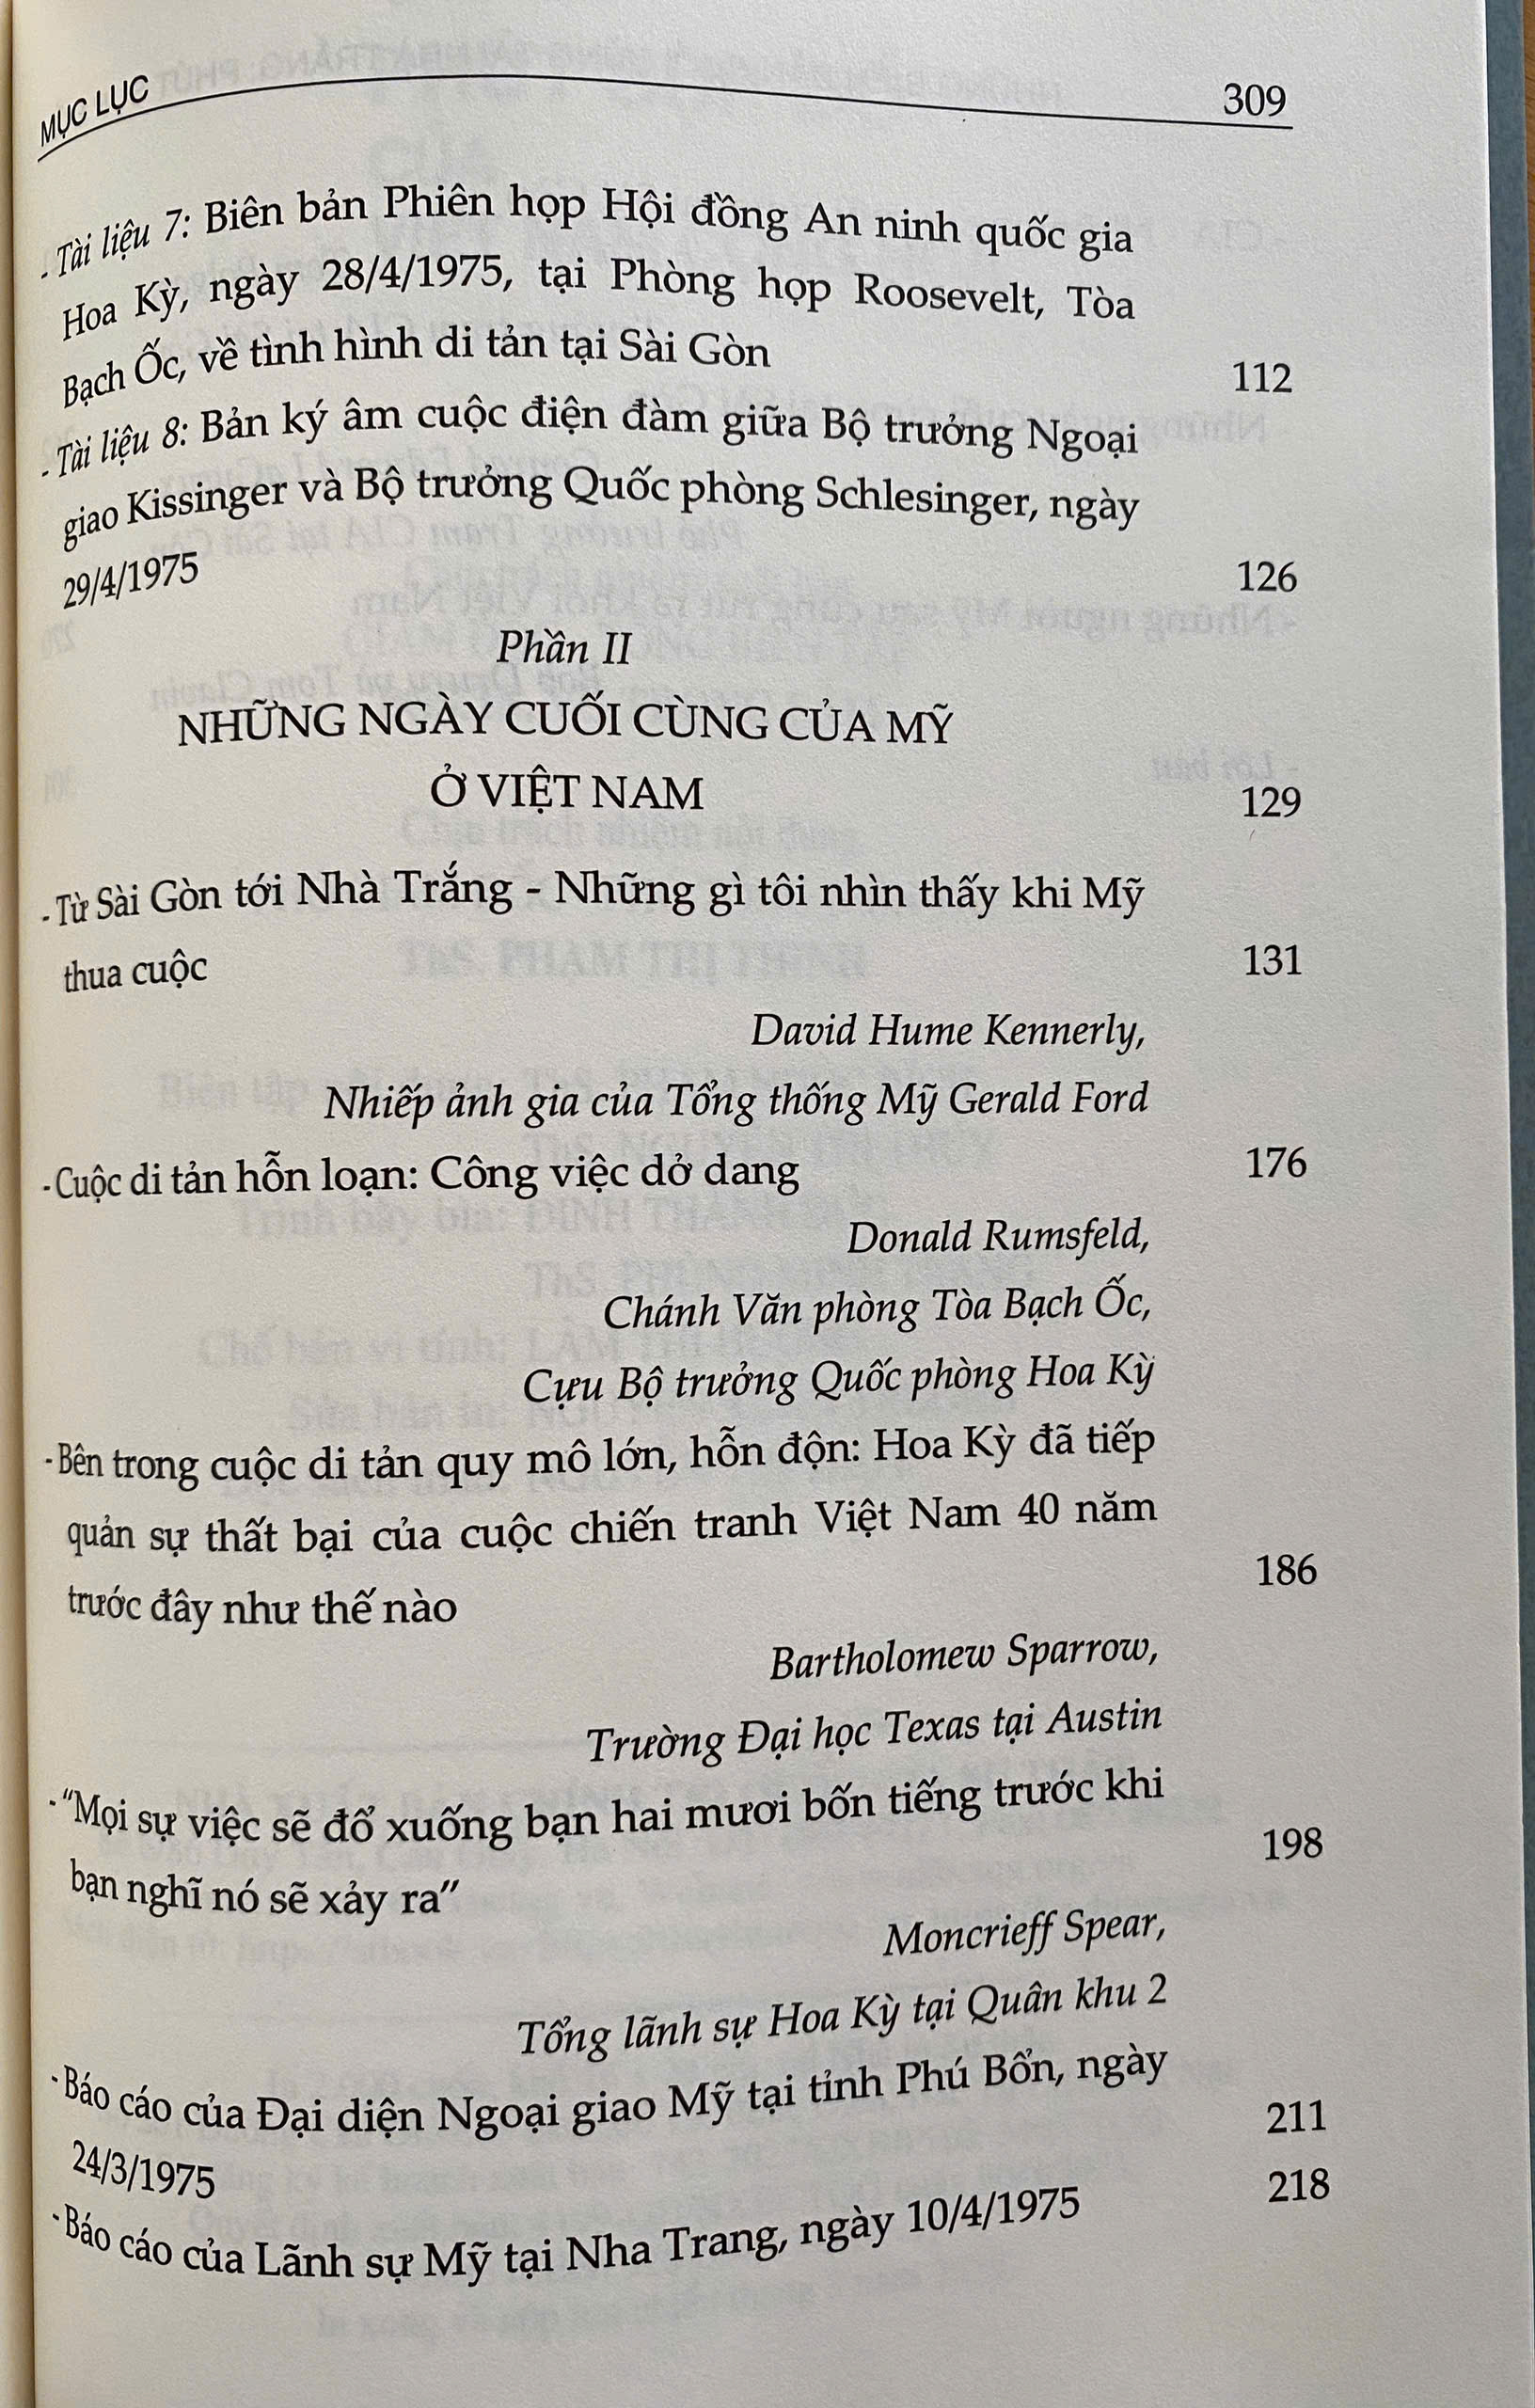 MỤC LỤC 309
- Tài liệu 7: Biên bản Phiên họp Hội đồng An ninh quốc gia
Hoa Kỳ, ngày 28/4/1975, tại Phòng họp Roosevelt, Tòa
Bạch Ốc, về tình hình di tản tại Sài Gòn 112
- Tài liệu 8: Bản ký âm cuộc điện đàm giữa Bộ trưởng Ngoại
giao Kissinger và Bộ trưởng Quốc phòng Schlesinger, ngày
29/4/1975 126
Phần II
NHỮNG NGÀY CUỐI CÙNG CỦA MỸ
Ở VIỆT NAM 129
- Từ Sài Gòn tới Nhà Trắng - Những gì tôi nhìn thấy khi Mỹ
thua cuộc 131
David Hume Kennerly,
Nhiếp ảnh gia của Tổng thống Mỹ Gerald Ford
- Cuộc di tản hỗn loạn: Công việc dở dang 176
Donald Rumsfeld,
Chánh Văn phòng Tòa Bạch Ốc,
Cựu Bộ trưởng Quốc phòng Hoa Kỳ
- Bên trong cuộc di tản quy mô lớn, hỗn độn: Hoa Kỳ đã tiếp
quản sự thất bại của cuộc chiến tranh Việt Nam 40 năm
trước đây như thế nào 186
Bartholomew Sparrow,
Trường Đại học Texas tại Austin
- "Mọi sự việc sẽ đổ xuống bạn hai mươi bốn tiếng trước khi
bạn nghĩ nó sẽ xảy ra" 198
Moncrieff Spear,
Tổng lãnh sự Hoa Kỳ tại Quân khu 2
- Báo cáo của Đại diện Ngoại giao Mỹ tại tỉnh Phú Bổn, ngày
24/3/1975 211
- Báo cáo của Lãnh sự Mỹ tại Nha Trang, ngày 10/4/1975 218